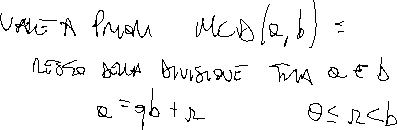 VALE A PRIORI MCD(a,b) =
RESTO DELLA DIVISIONE TRA a E b
a = qb + r 0 ≤ r < b